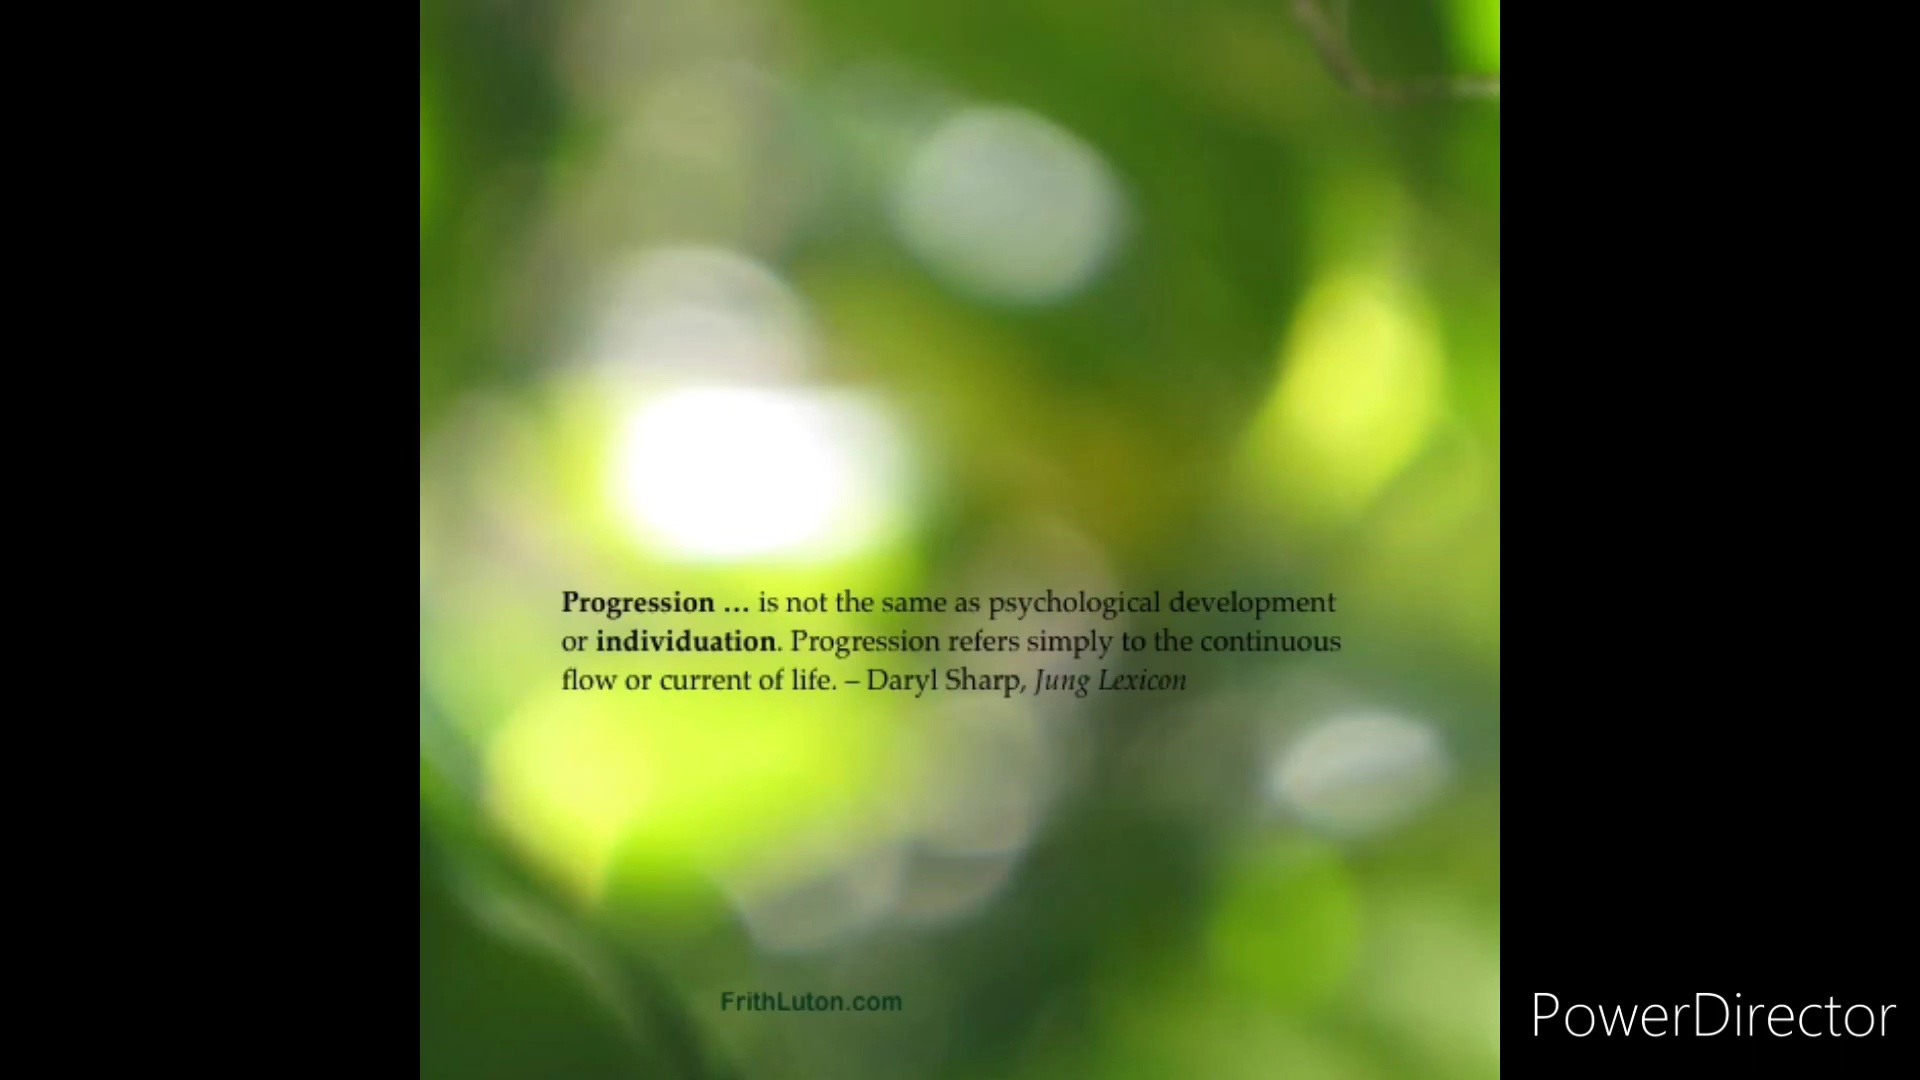 Progression ... is not the same as psychological development
or individuation. Progression refers simply to the continuous
flow or current of life. – Daryl Sharp, Jung Lexicon
FrithLuton.com
PowerDirector